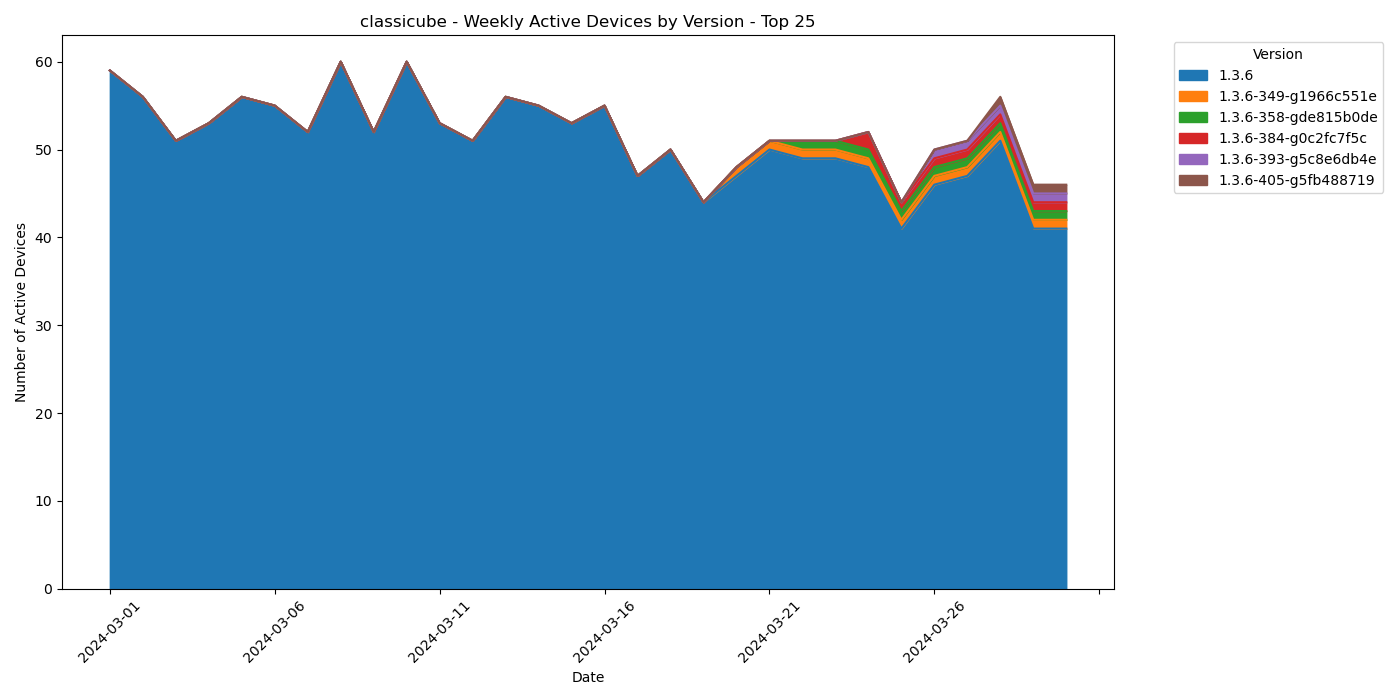 classicube - Weekly Active Devices by Version - Top 25
Number of Active Devices
60
50
40
30
20
10
0
2024-03-01
2024-03-06
2024-03-11
2024-03-16
2024-03-21
2024-03-26
Date
Version
1.3.6
1.3.6-349-g1966c551e
1.3.6-358-gde815b0de
1.3.6-384-g0c2fc7f5c
1.3.6-393-g5c8e6db4e
1.3.6-405-g5fb488719